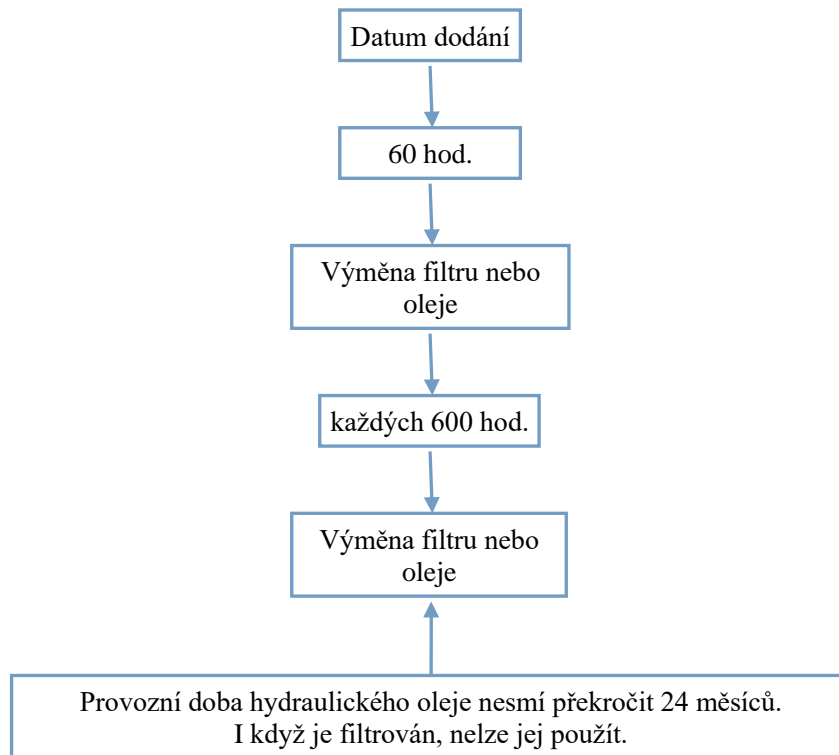 Datum dodání
60 hod.
Výměna filtru nebo
oleje
každých 600 hod.
Výměna filtru nebo
oleje
Provozní doba hydraulického oleje nesmí překročit 24 měsíců.
I když je filtrován, nelze jej použít.